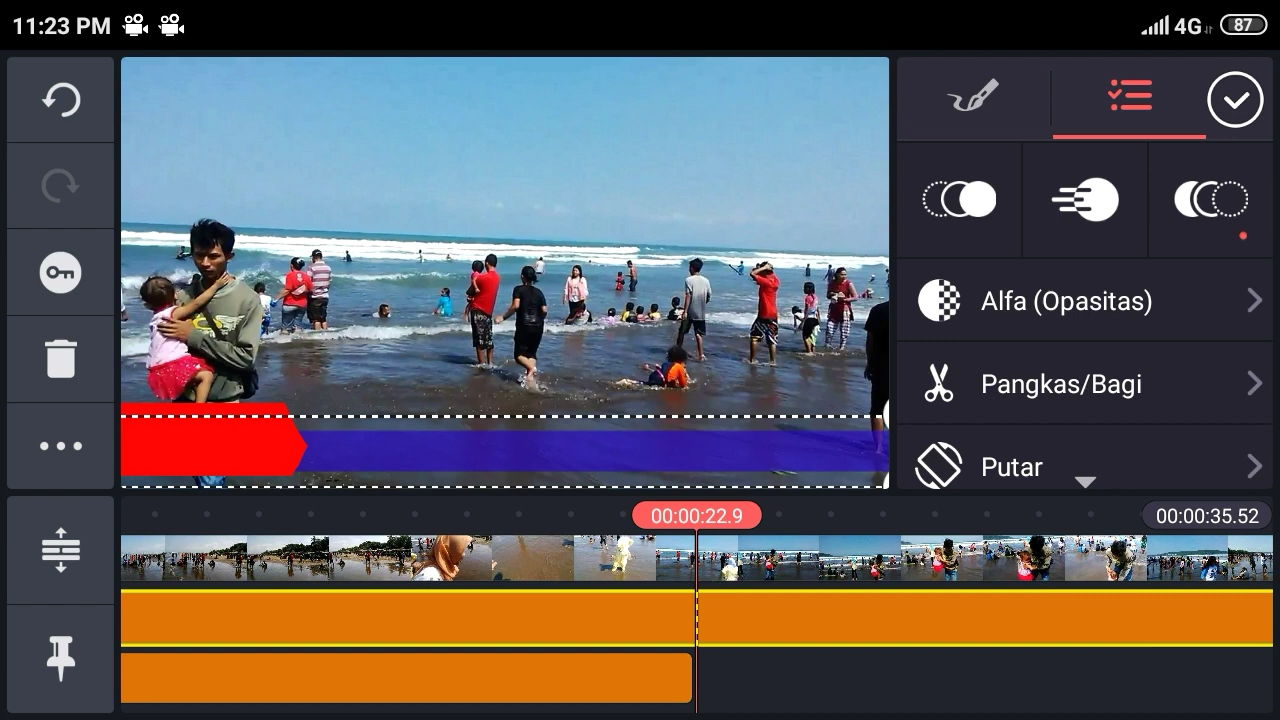 11:23 PM
4G
87
Alfa (Opasitas)
Pangkas/Bagi
Putar
00:00:22.9
00:00:35.52